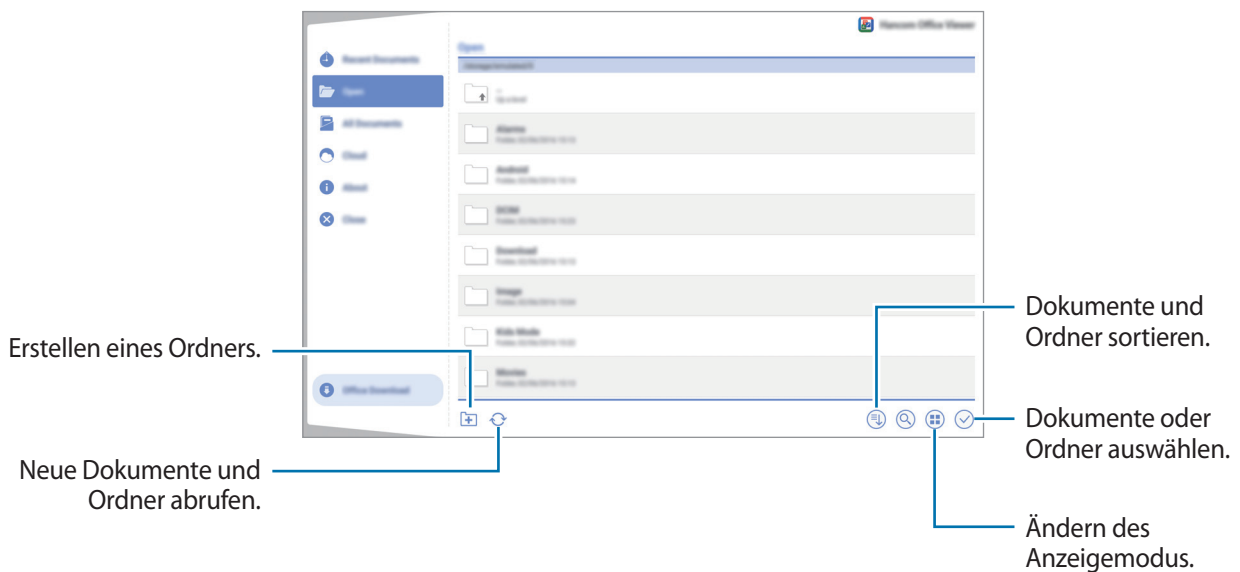 Hancom Office Viewer
Open
Recent Documents
Open
Up a level
All Documents
Alarms
Cloud
Android
About
DCIM
Close
Download
Image
Dokumente und
Ordner sortieren.
Kids Mode
Erstellen eines Ordners.
Movies
Office Download
Dokumente oder
Ordner auswählen.
Neue Dokumente und
Ordner abrufen.
Ändern des
Anzeigemodus.